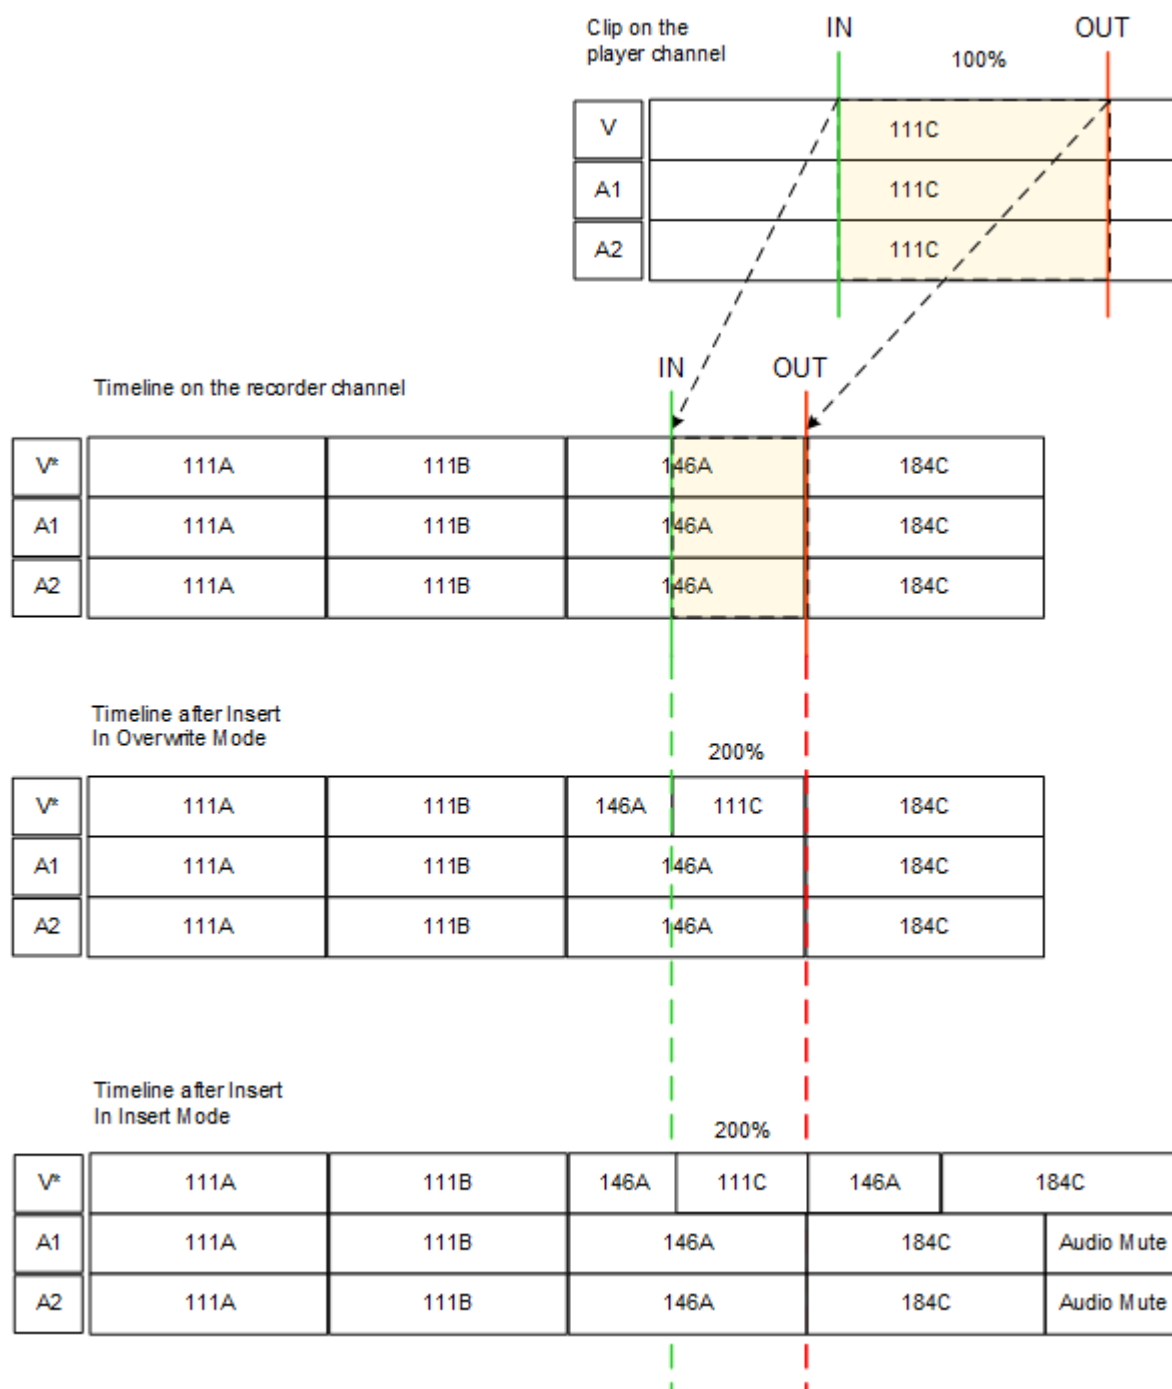 Clip on the
player channel
IN
OUT
100%
V
111C
A1
111C
A2
111C
IN
OUT
Timeline on the recorder channel
V* 111A 111B 146A 184C
A1 111A 111B 146A 184C
A2 111A 111B 146A 184C
Timeline after Insert
In Overwrite Mode
200%
V* 111A 111B 146A 111C 184C
A1 111A 111B 146A 184C
A2 111A 111B 146A 184C
Timeline after Insert
In Insert Mode
200%
V* 111A 111B 146A 111C 146A 184C
A1 111A 111B 146A 184C Audio Mute
A2 111A 111B 146A 184C Audio Mute